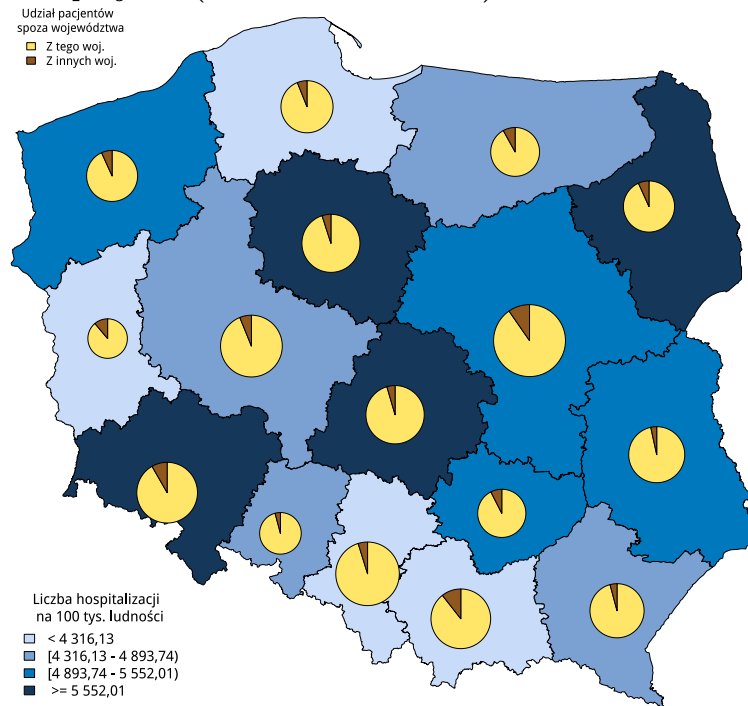 Udział pacjentów
spoza województwa
Z tego woj.
Z innych woj.
Liczba hospitalizacji
na 100 tys. ludności
< 4 316,13
[4 316,13 - 4 893,74)
[4 893,74 - 5 552,01)
>= 5 552,01